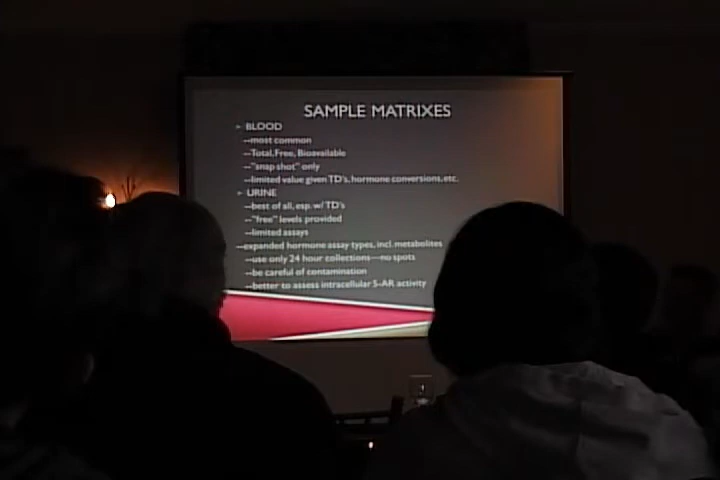 SAMPLE MATRIXES
- BLOOD
--most common
--Total, Free, Bioavailable
--"snap shot" only
--limited value given TD's, hormone conversions, etc.
- URINE
--best of all, esp. w/ TD's
--"free" levels provided
--limited assays
--expanded hormone assay types, incl. metabolites
--use only 24 hour collections—no spots
--be careful of contamination
--better to assess intracellular 5-AR activity